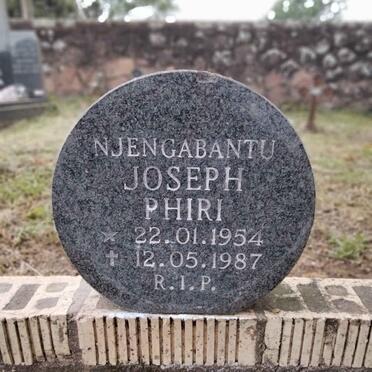 NJENGABANTU
JOSEPH
PHIRI
* 22.01.1954
† 12.05.1987
R.I.P.